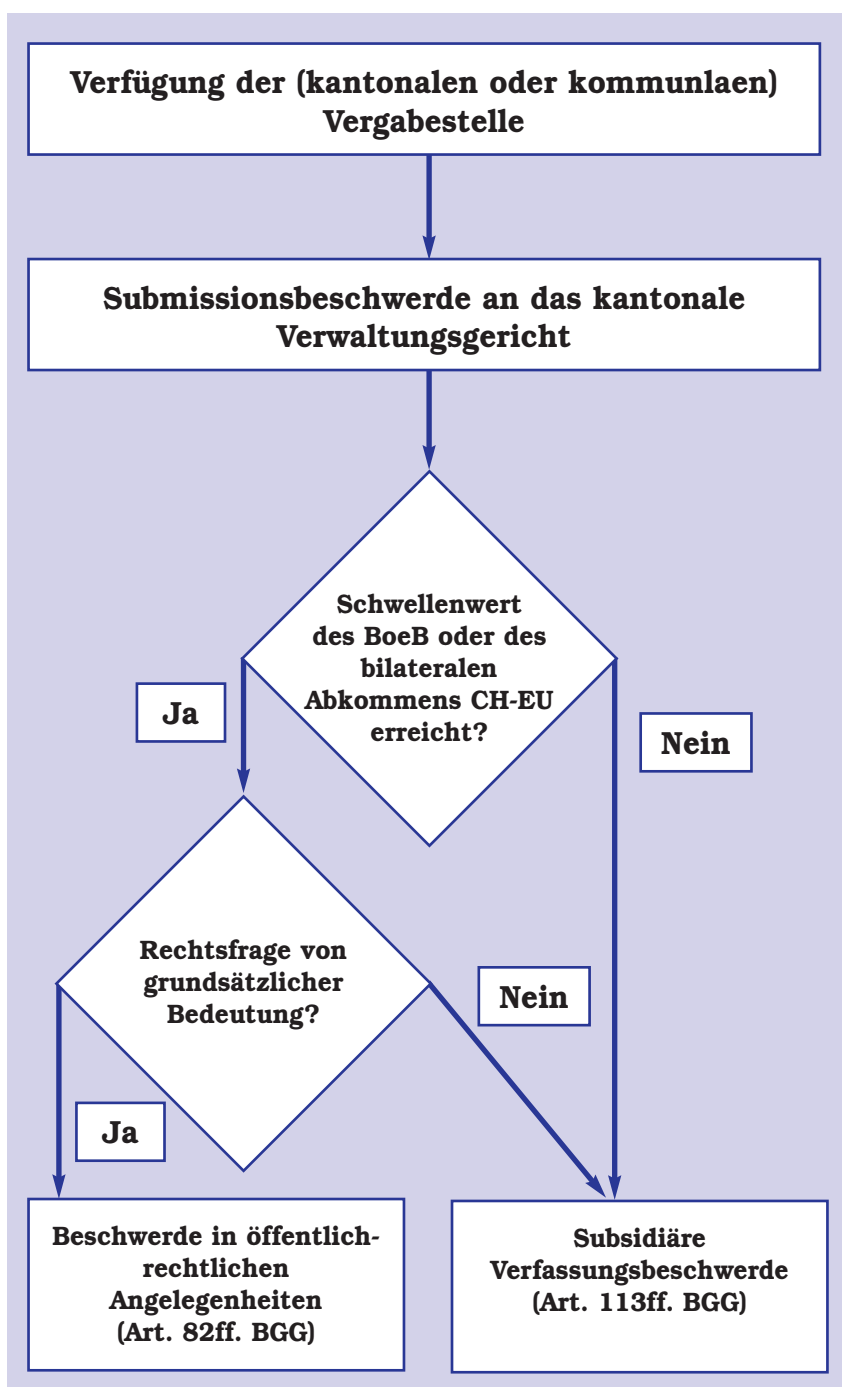 Verfügung der (kantonalen oder kommunlaen)
Vergabestelle
Submissionsbeschwerde an das kantonale
Verwaltungsgericht
Schwellenwert
des BoeB oder des
bilateralen
Abkommens CH-EU
erreicht?
Ja
Nein
Rechtsfrage von
grundsätzlicher
Bedeutung?
Nein
Ja
Beschwerde in öffentlich-
rechtlichen
Angelegenheiten
(Art. 82ff. BGG)
Subsidiäre
Verfassungsbeschwerde
(Art. 113ff. BGG)